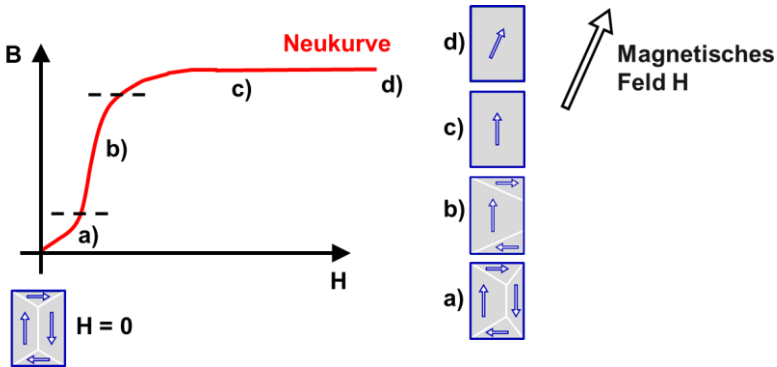 B
Neukurve
a)
b)
c)
d)
H
H = 0
d)
c)
b)
a)
Magnetisches
Feld H